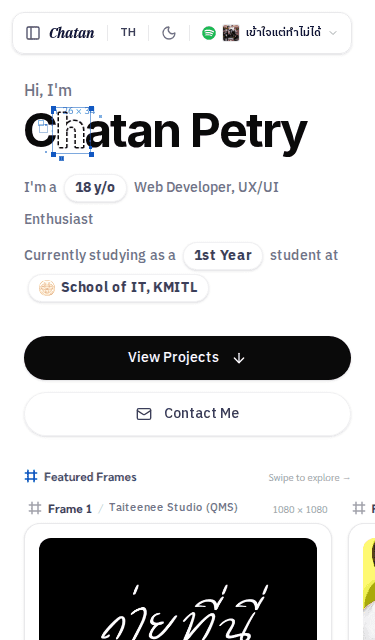 Chatan TH เข้าใจแต่ทำไม่ได้
Hi, I'm
Chatan Petry
I'm a 18 y/o Web Developer, UX/UI
Enthusiast
Currently studying as a 1st Year student at
School of IT, KMITL
View Projects ↓
Contact Me
Featured Frames Swipe to explore →
Frame 1 / Taiteenee Studio (QMS) 1080 × 1080
ถ่ายที่นี่